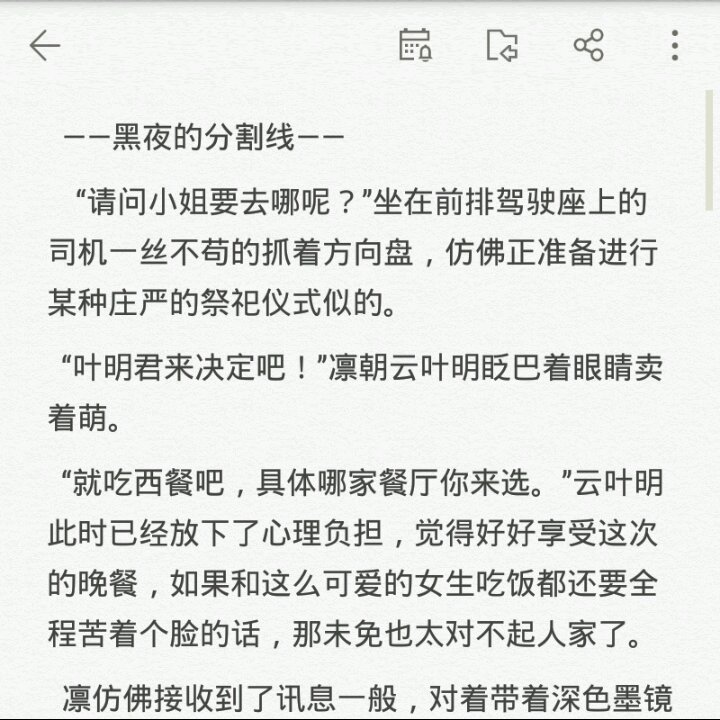 ——黑夜的分割线——
“请问小姐要去哪呢？”坐在前排驾驶座上的
司机一丝不苟的抓着方向盘，仿佛正准备进行
某种庄严的祭祀仪式似的。
“叶明君来决定吧！”凛朝云叶明眨巴着眼睛卖
着萌。
“就吃西餐吧，具体哪家餐厅你来选。”云叶明
此时已经放下了心理负担，觉得好好享受这次
的晚餐，如果和这么可爱的女生吃饭都还要全
程苦着个脸的话，那未免也太对不起人家了。
凛仿佛接收到了讯息一般，对着带着深色墨镜